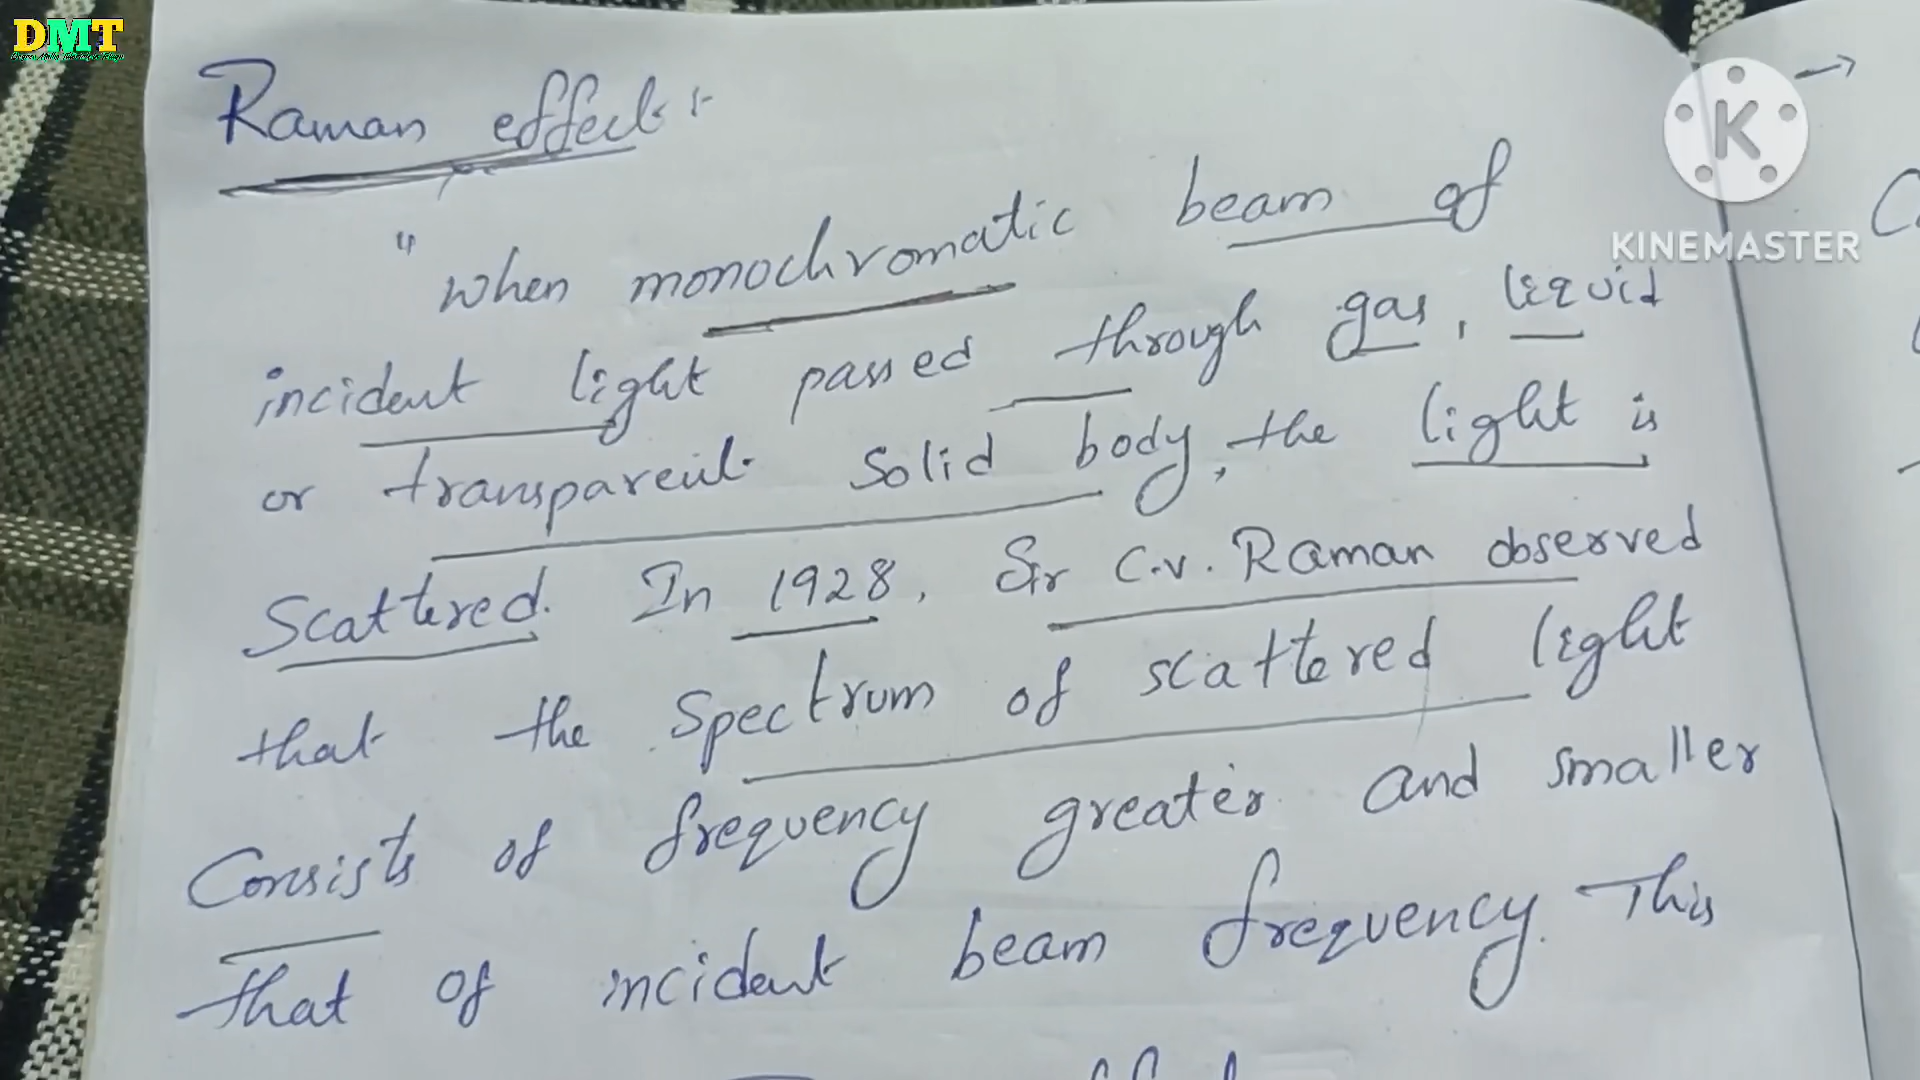 DMT
Raman effect :-
KINEMASTER
" when monochromatic beam of
incident light passed through gas, liquid
or transparent solid body, the light is
Scattered. In 1928, Sir C.V. Raman observed
that the Spectrum of scattered light
Consists of frequency greater and smaller
that of incident beam frequency. This